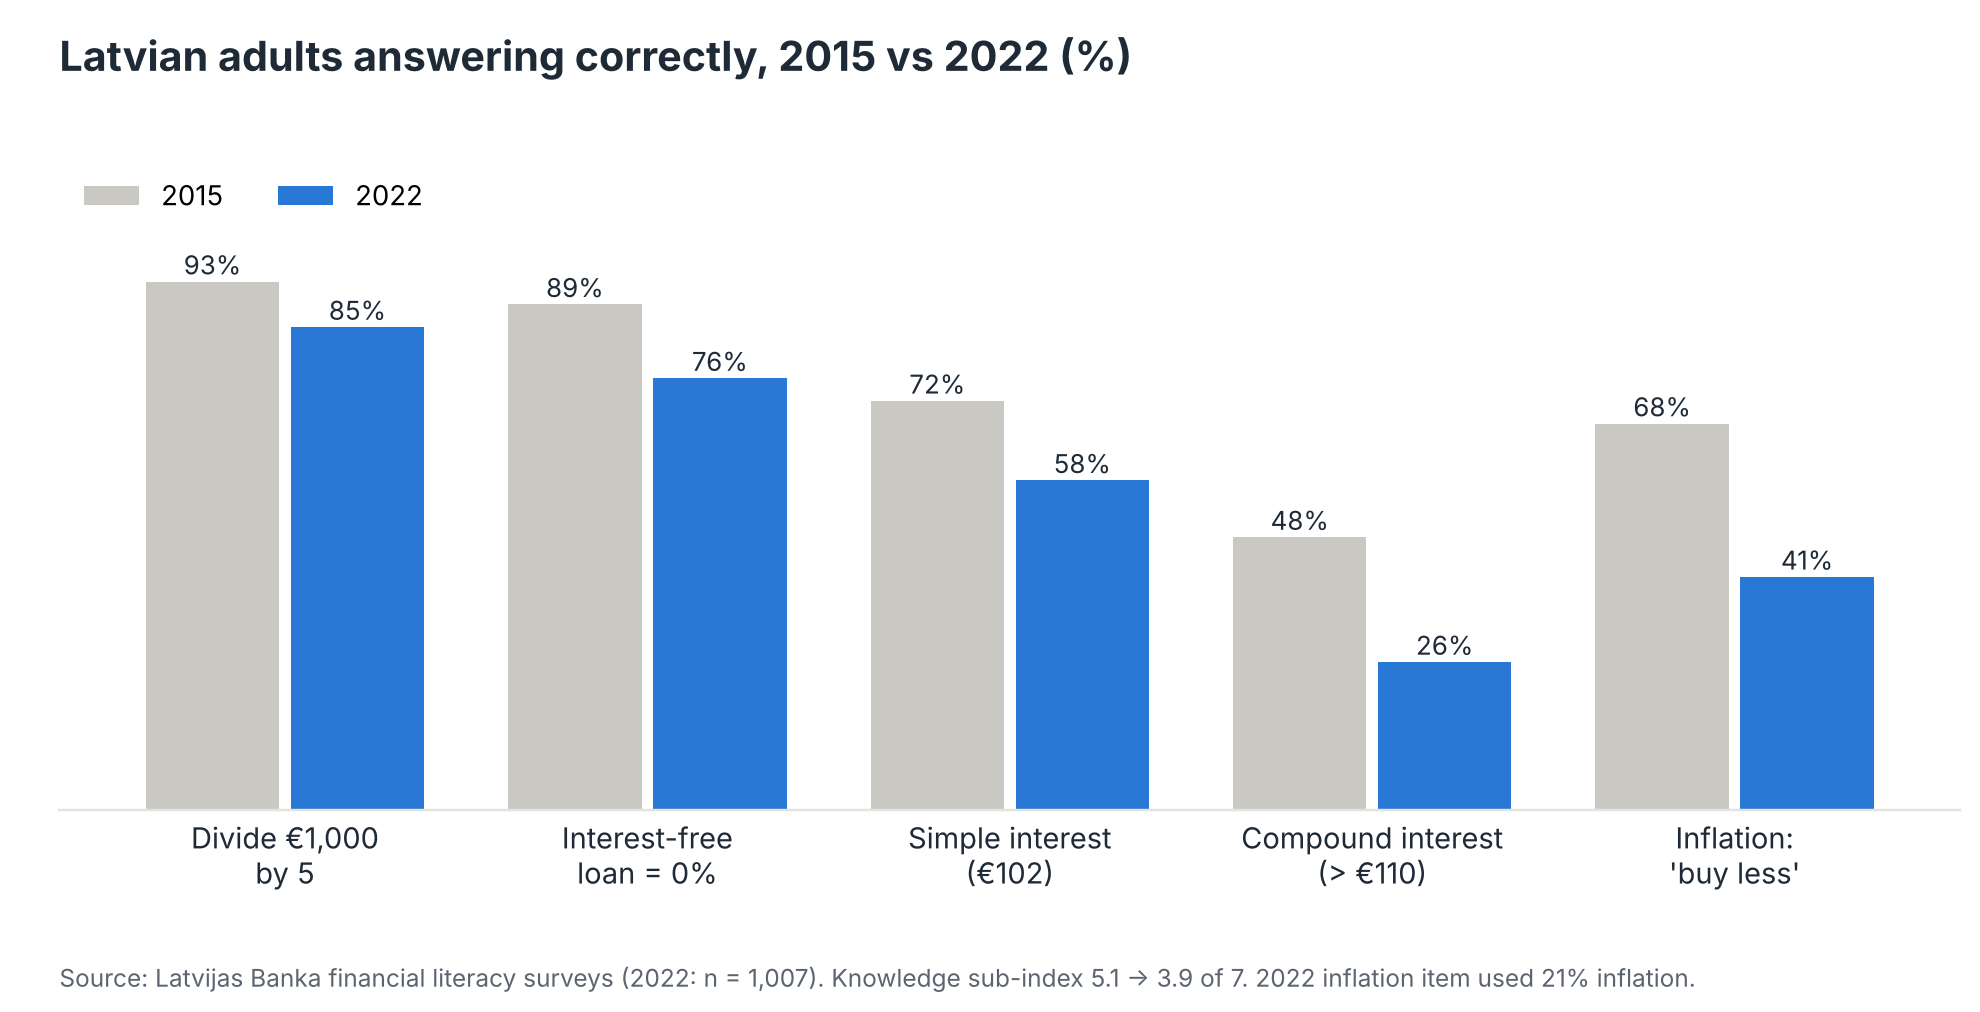 Latvian adults answering correctly, 2015 vs 2022 (%)
2015
2022
93%
85%
89%
76%
72%
58%
48%
26%
68%
41%
Divide €1,000
by 5
Interest-free
loan = 0%
Simple interest
(€102)
Compound interest
(> €110)
Inflation:
'buy less'
Source: Latvijas Banka financial literacy surveys (2022: n = 1,007). Knowledge sub-index 5.1 → 3.9 of 7. 2022 inflation item used 21% inflation.